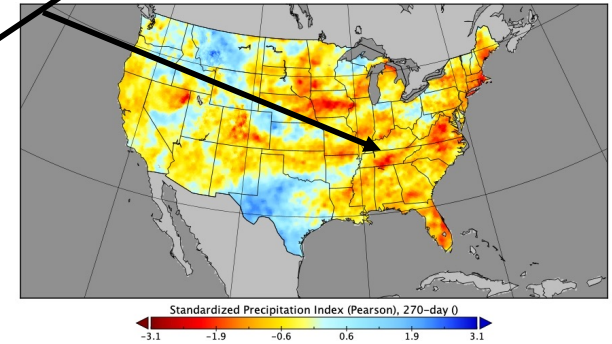 Standardized Precipitation Index (Pearson), 270-day ()
-3.1 -1.9 -0.6 0.6 1.9 3.1